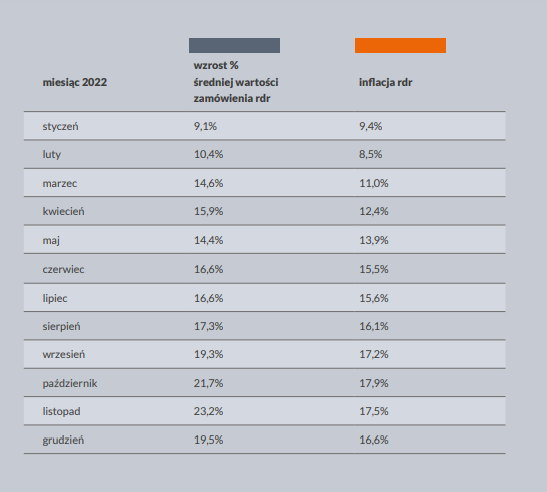 miesiąc 2022 wzrost % średniej wartości zamówienia rdr inflacja rdr
styczeń 9,1% 9,4%
luty 10,4% 8,5%
marzec 14,6% 11,0%
kwiecień 15,9% 12,4%
maj 14,4% 13,9%
czerwiec 16,6% 15,5%
lipiec 16,6% 15,6%
sierpień 17,3% 16,1%
wrzesień 19,3% 17,2%
październik 21,7% 17,9%
listopad 23,2% 17,5%
grudzień 19,5% 16,6%